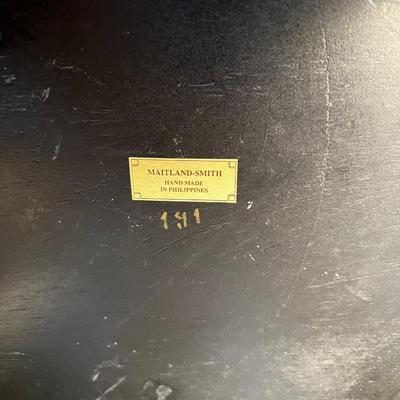 MAITLAND-SMITH
HAND MADE
IN PHILIPPINES
191